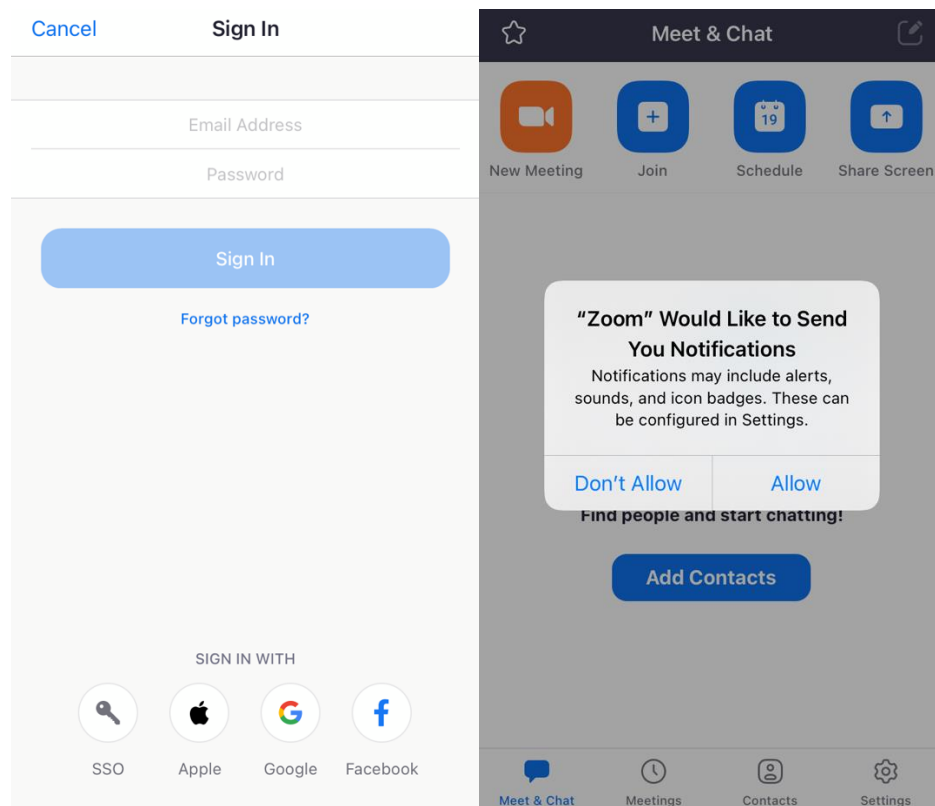 Cancel
Sign In
Email Address
Password
Sign In
Forgot password?
SIGN IN WITH
SSO
Apple
Google
Facebook
Meet & Chat
19
New Meeting
Join
Schedule
Share Screen
“Zoom” Would Like to Send
You Notifications
Notifications may include alerts,
sounds, and icon badges. These can
be configured in Settings.
Don’t Allow
Allow
Find people and start chatting!
Add Contacts
Meet & Chat
Meetings
Contacts
Settings